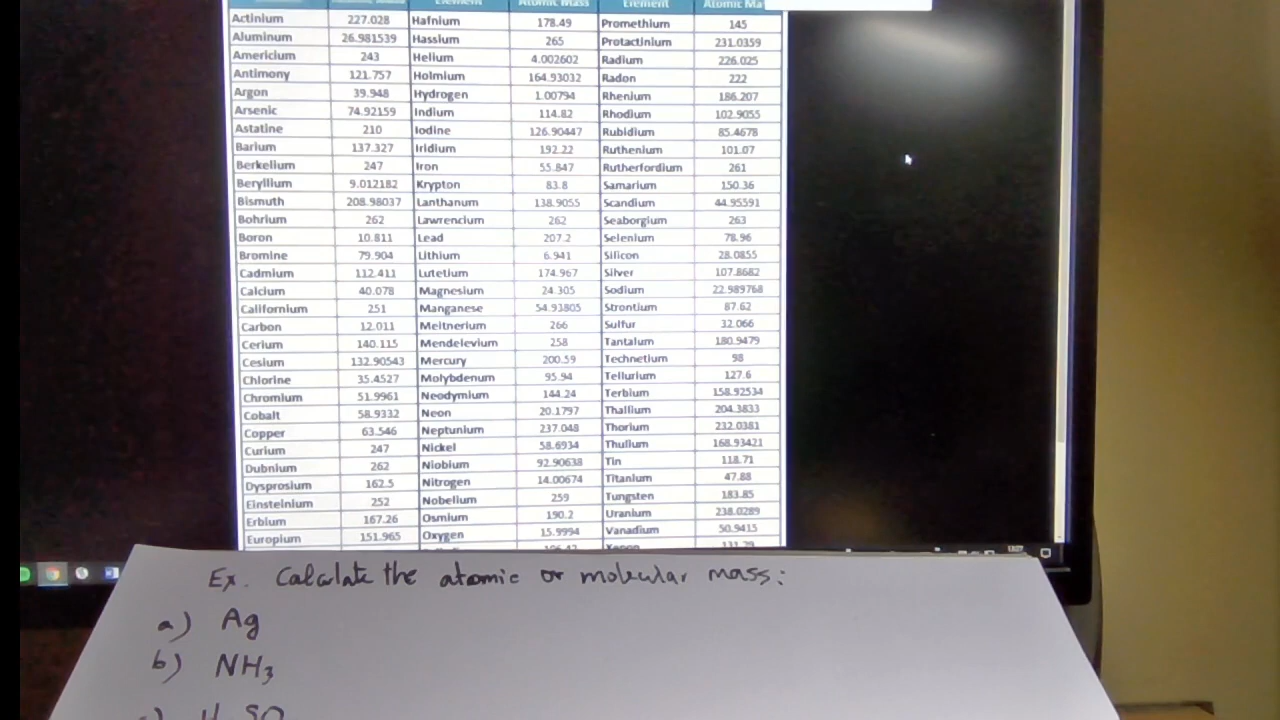 Element Atomic Mass Element Atomic Ma
Actinium 227.028 Hafnium 178.49 Promethium 145
Aluminum 26.981539 Hassium 265 Protactinium 231.0359
Americium 243 Helium 4.002602 Radium 226.025
Antimony 121.757 Holmium 164.93032 Radon 222
Argon 39.948 Hydrogen 1.00794 Rhenium 186.207
Arsenic 74.92159 Indium 114.82 Rhodium 102.9055
Astatine 210 Iodine 126.90447 Rubidium 85.4678
Barium 137.327 Iridium 192.22 Ruthenium 101.07
Berkelium 247 Iron 55.847 Rutherfordium 261
Beryllium 9.012182 Krypton 83.8 Samarium 150.36
Bismuth 208.98037 Lanthanum 138.9055 Scandium 44.95591
Bohrium 262 Lawrencium 262 Seaborgium 263
Boron 10.811 Lead 207.2 Selenium 78.96
Bromine 79.904 Lithium 6.941 Silicon 28.0855
Cadmium 112.411 Lutetium 174.967 Silver 107.8682
Calcium 40.078 Magnesium 24.305 Sodium 22.989768
Californium 251 Manganese 54.93805 Strontium 87.62
Carbon 12.011 Meitnerium 266 Sulfur 32.066
Cerium 140.115 Mendelevium 258 Tantalum 180.9479
Cesium 132.90543 Mercury 200.59 Technetium 98
Chlorine 35.4527 Molybdenum 95.94 Tellurium 127.6
Chromium 51.9961 Neodymium 144.24 Terbium 158.92534
Cobalt 58.9332 Neon 20.1797 Thallium 204.3833
Copper 63.546 Neptunium 237.048 Thorium 232.0381
Curium 247 Nickel 58.6934 Thulium 168.93421
Dubnium 262 Niobium 92.90638 Tin 118.71
Dysprosium 162.5 Nitrogen 14.00674 Titanium 47.88
Einsteinium 252 Nobelium 259 Tungsten 183.85
Erbium 167.26 Osmium 190.2 Uranium 238.0289
Europium 151.965 Oxygen 15.9994 Vanadium 50.9415
106.42 Xenon 131.29
Ex. Calculate the atomic or molecular mass:
a) Ag
b) NH3
c) H SO